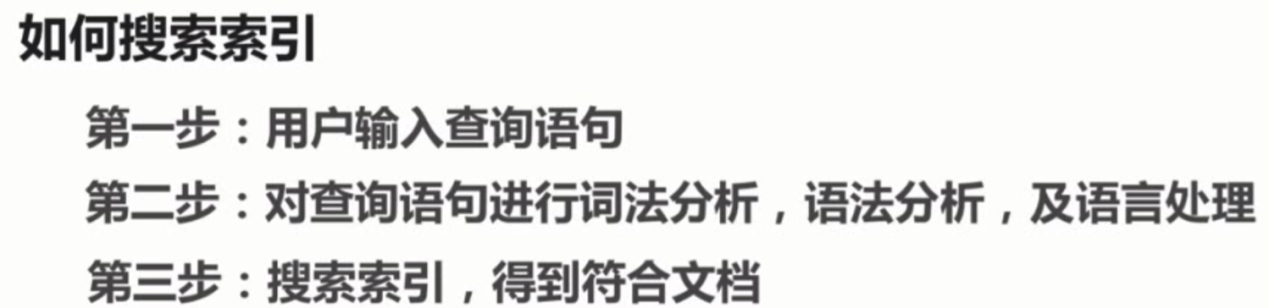 如何搜索索引
第一步：用户输入查询语句
第二步：对查询语句进行词法分析，语法分析，及语言处理
第三步：搜索索引，得到符合文档